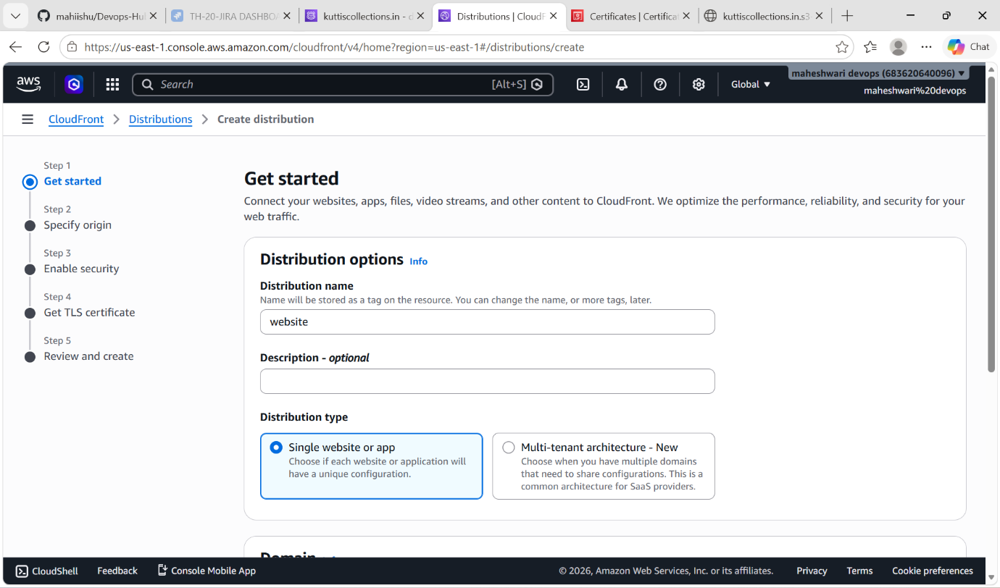 mahiishu/Devops-Hu
TH-20-JIRA DASHBOA
kuttiscollections.in - d
Distributions | CloudF
Certificates | Certifica
kuttiscollections.in.s3
https://us-east-1.console.aws.amazon.com/cloudfront/v4/home?region=us-east-1#/distributions/create
Chat
aws
Search
[Alt+S]
Global
maheshwari devops (683620640096)
maheshwari%20devops
CloudFront
Distributions
Create distribution
Step 1
Get started
Step 2
Specify origin
Step 3
Enable security
Step 4
Get TLS certificate
Step 5
Review and create
Get started
Connect your websites, apps, files, video streams, and other content to CloudFront. We optimize the performance, reliability, and security for your
web traffic.
Distribution options Info
Distribution name
Name will be stored as a tag on the resource. You can change the name, or more tags, later.
website
Description - optional
Distribution type
Single website or app
Choose if each website or application will
have a unique configuration.
Multi-tenant architecture - New
Choose when you have multiple domains
that need to share configurations. This is a
common architecture for SaaS providers.
Domain
CloudShell
Feedback
Console Mobile App
© 2026, Amazon Web Services, Inc. or its affiliates.
Privacy
Terms
Cookie preferences